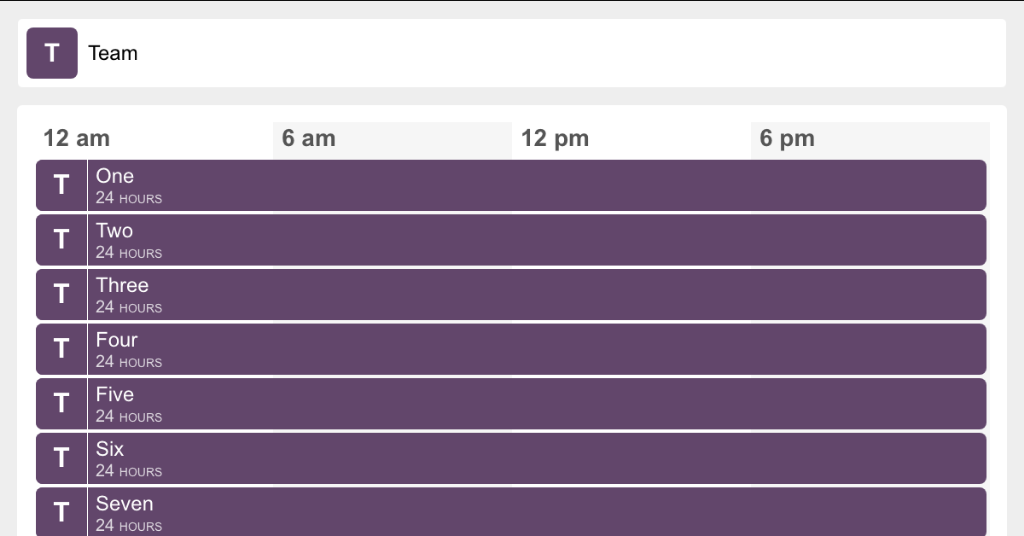 T Team
12 am 6 am 12 pm 6 pm
T One
24 HOURS
T Two
24 HOURS
T Three
24 HOURS
T Four
24 HOURS
T Five
24 HOURS
T Six
24 HOURS
T Seven
24 HOURS